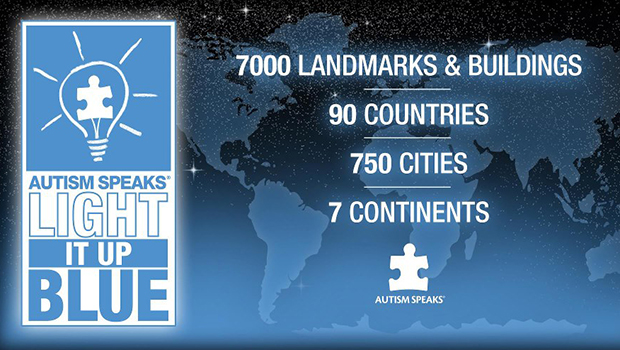 AUTISM SPEAKS®
LIGHT
IT UP
BLUE
7000 LANDMARKS & BUILDINGS
90 COUNTRIES
750 CITIES
7 CONTINENTS
AUTISM SPEAKS®